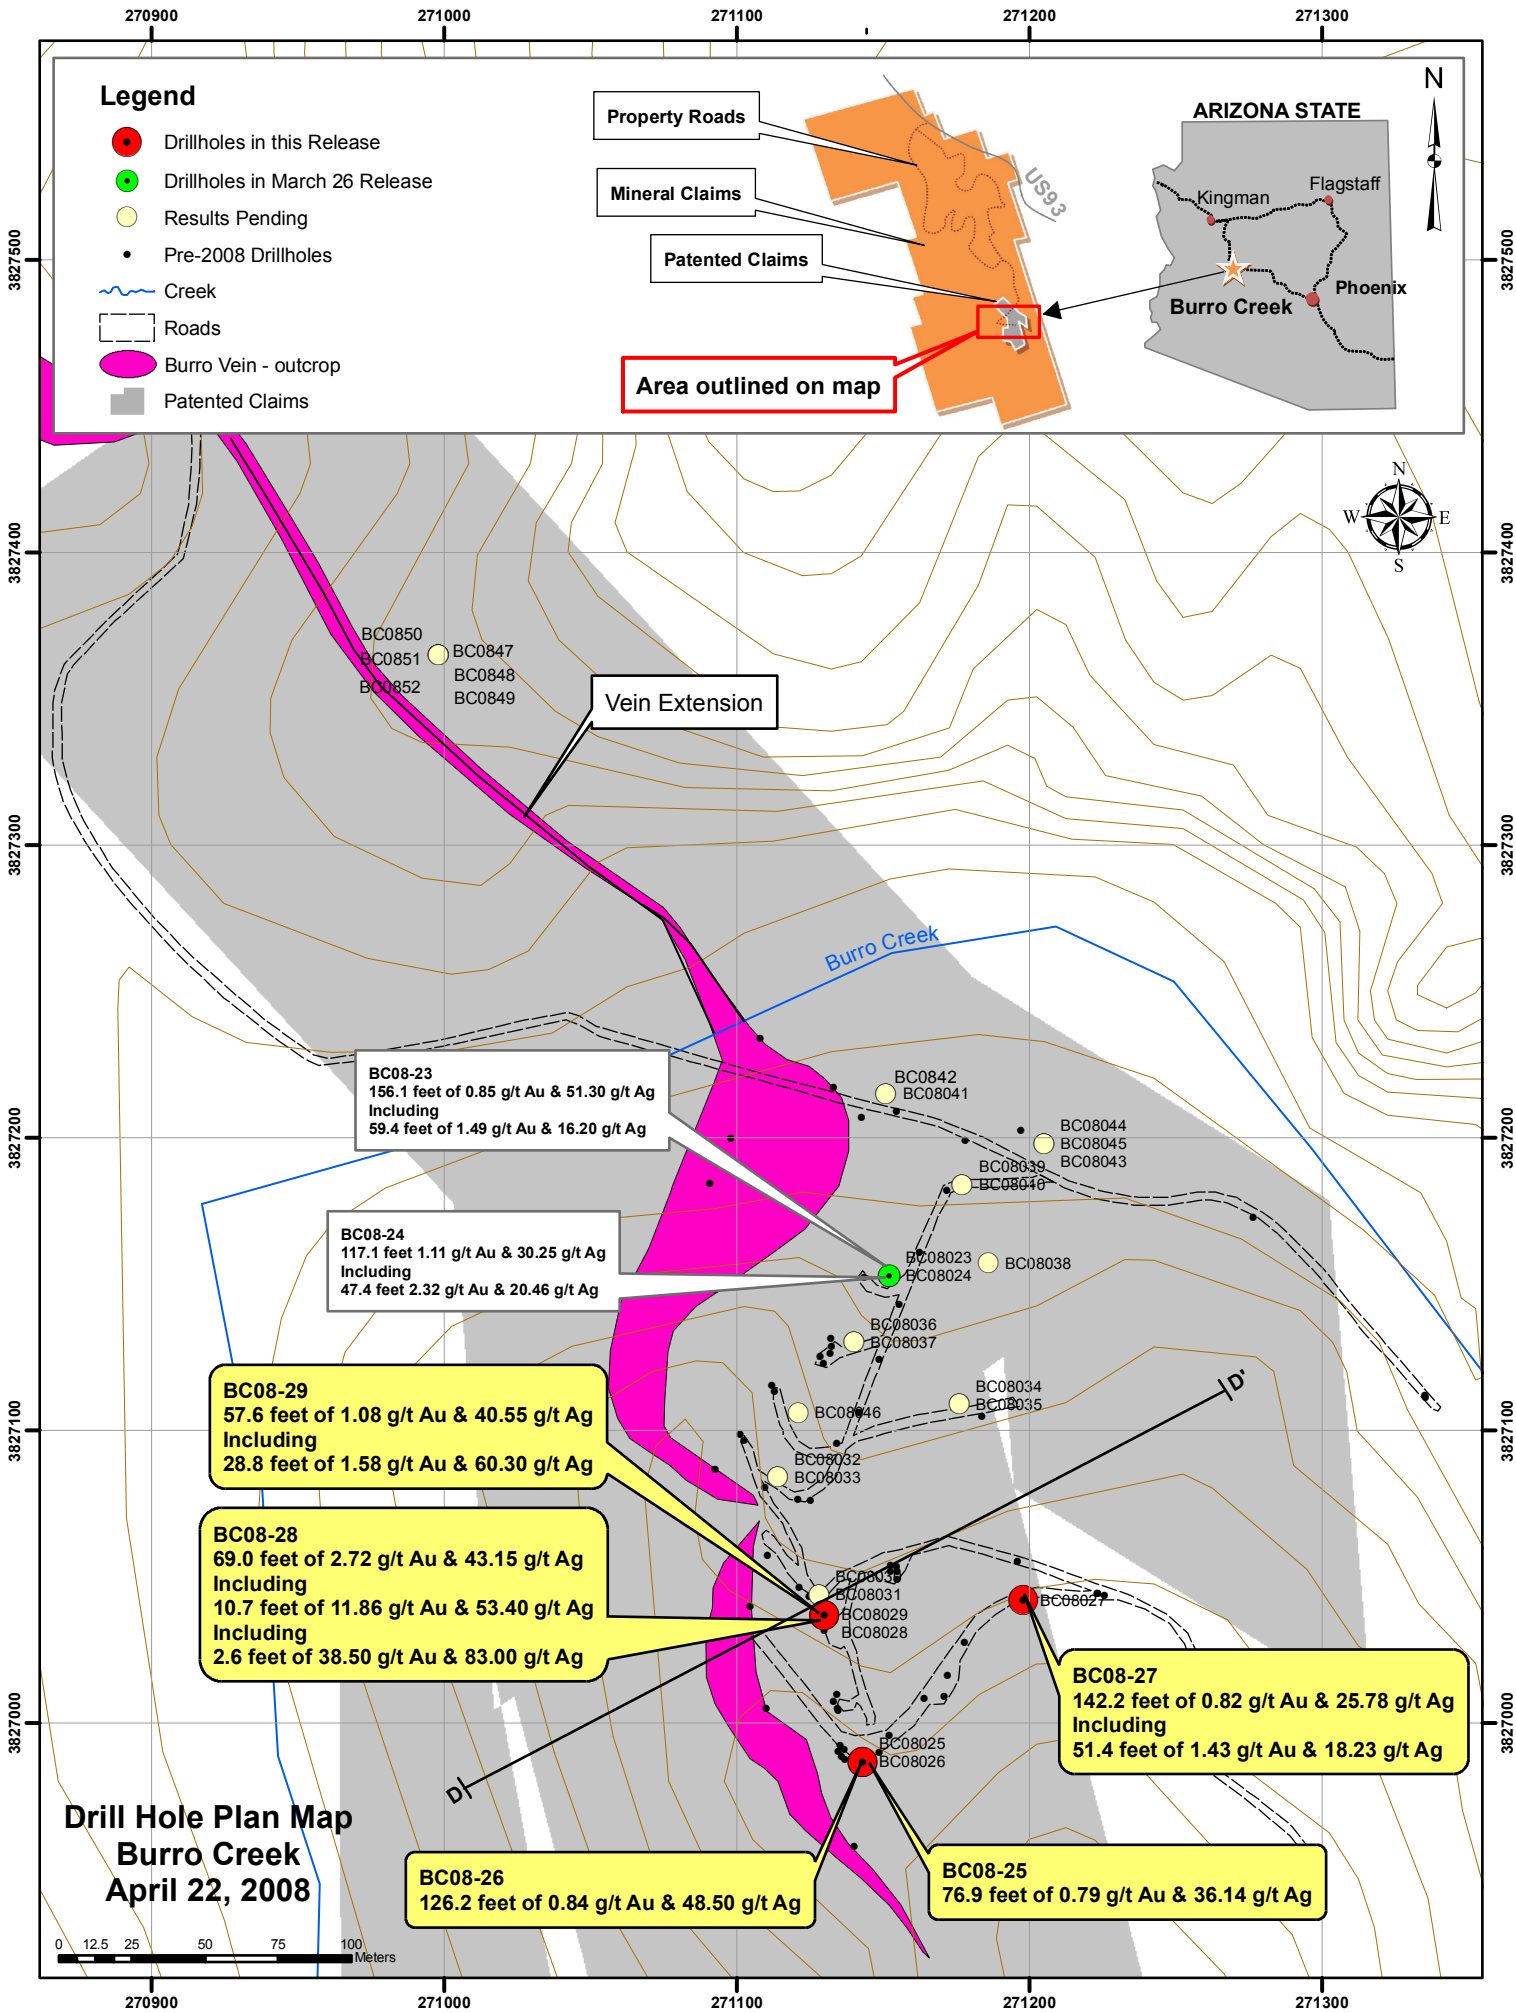 270900
271000
271100
271200
271300
Legend
Drillholes in this Release
Drillholes in March 26 Release
Results Pending
Pre-2008 Drillholes
Creek
Roads
Burro Vein - outcrop
Patented Claims
Property Roads
Mineral Claims
Patented Claims
Area outlined on map
US93
ARIZONA STATE
Kingman
Flagstaff
Phoenix
Burro Creek
N
3827500
3827500
N
W
E
S
3827400
3827400
BC0850
BC0851
BC0852
BC0847
BC0848
BC0849
Vein Extension
3827300
3827300
Burro Creek
BC08-23
156.1 feet of 0.85 g/t Au & 51.30 g/t Ag
Including
59.4 feet of 1.49 g/t Au & 16.20 g/t Ag
BC0842
BC08041
BC08044
BC08045
BC08043
3827200
3827200
BC08039
BC08040
BC08-24
117.1 feet 1.11 g/t Au & 30.25 g/t Ag
Including
47.4 feet 2.32 g/t Au & 20.46 g/t Ag
BC08023
BC08024
BC08038
BC08036
BC08037
BC08034
BC08035
BC08046
D'
BC08-29
57.6 feet of 1.08 g/t Au & 40.55 g/t Ag
Including
28.8 feet of 1.58 g/t Au & 60.30 g/t Ag
3827100
3827100
BC08032
BC08033
BC08-28
69.0 feet of 2.72 g/t Au & 43.15 g/t Ag
Including
10.7 feet of 11.86 g/t Au & 53.40 g/t Ag
Including
2.6 feet of 38.50 g/t Au & 83.00 g/t Ag
BC08031
BC08029
BC08028
BC08027
BC08-27
142.2 feet of 0.82 g/t Au & 25.78 g/t Ag
Including
51.4 feet of 1.43 g/t Au & 18.23 g/t Ag
3827000
3827000
BC08025
BC08026
D
Drill Hole Plan Map
Burro Creek
April 22, 2008
BC08-26
126.2 feet of 0.84 g/t Au & 48.50 g/t Ag
BC08-25
76.9 feet of 0.79 g/t Au & 36.14 g/t Ag
0 12.5 25 50 75 100
Meters
270900
271000
271100
271200
271300